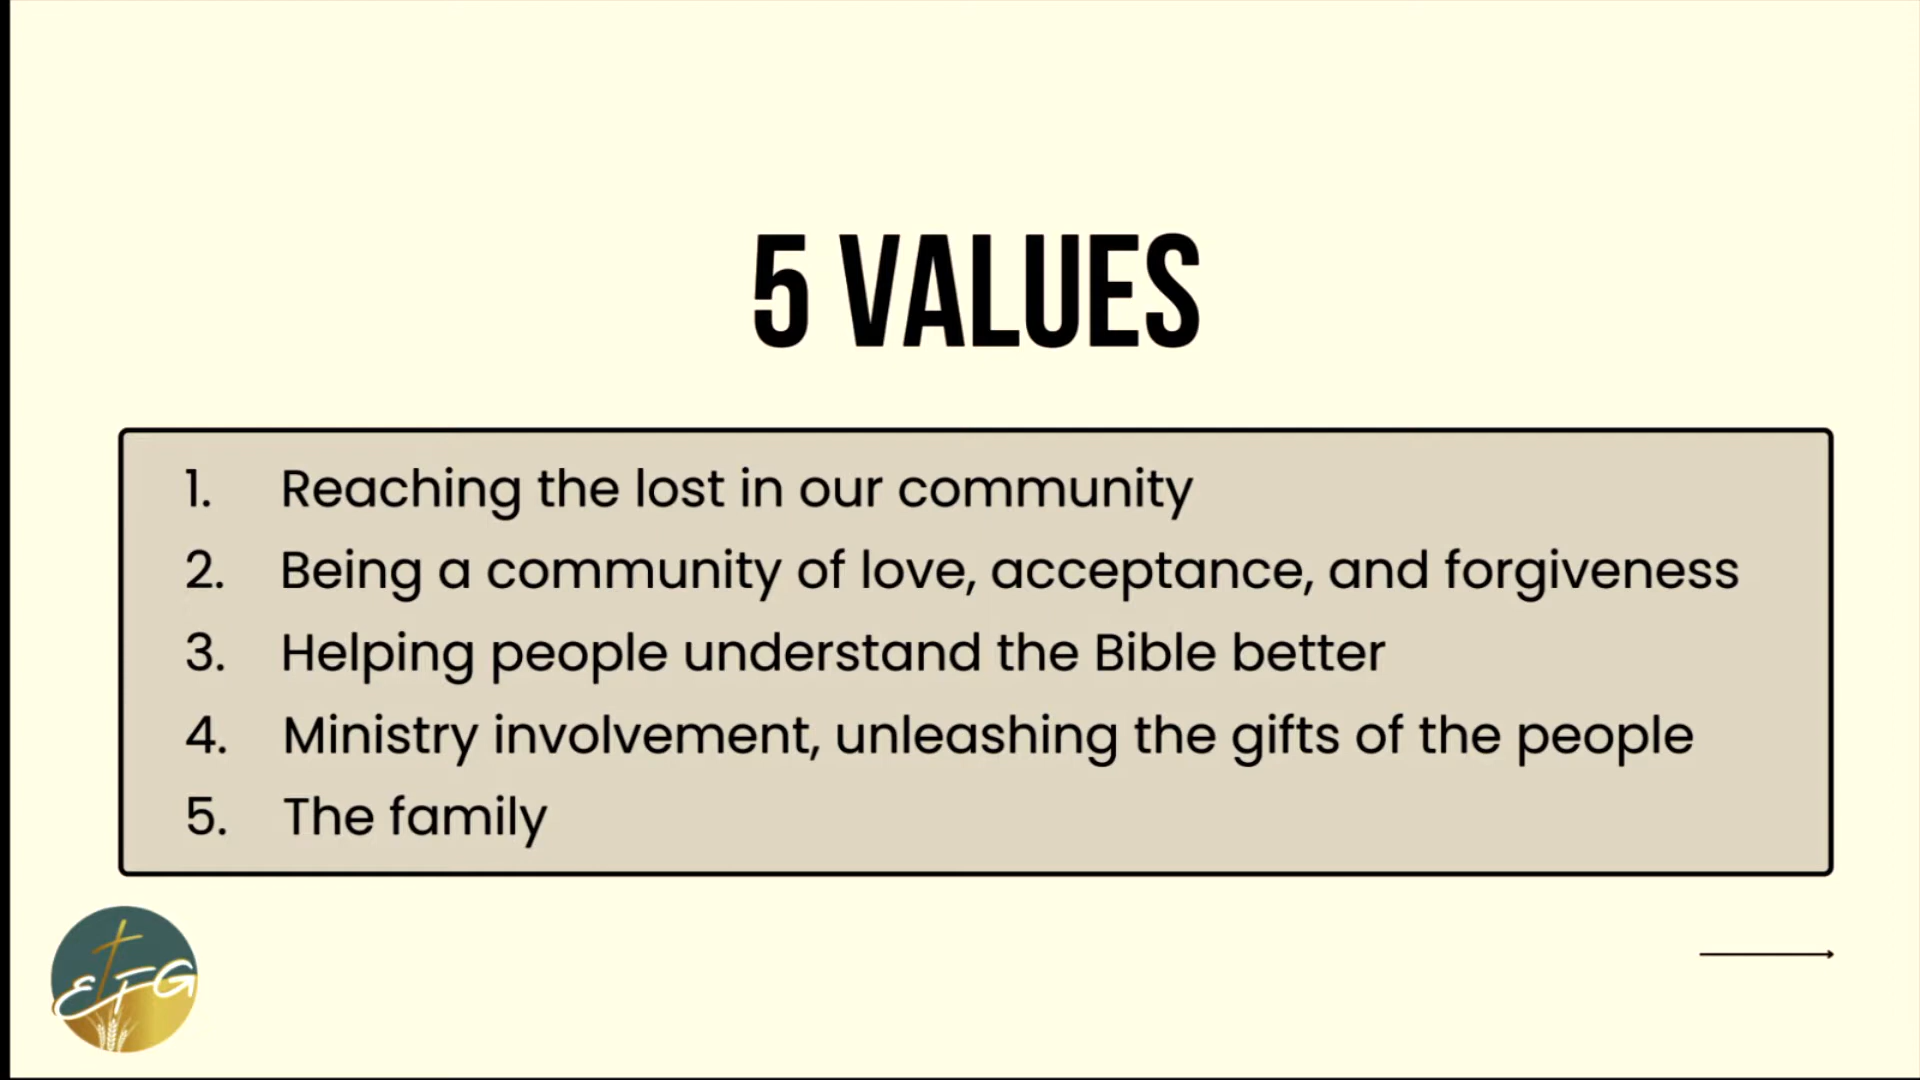 5 VALUES
1. Reaching the lost in our community
2. Being a community of love, acceptance, and forgiveness
3. Helping people understand the Bible better
4. Ministry involvement, unleashing the gifts of the people
5. The family
EFG